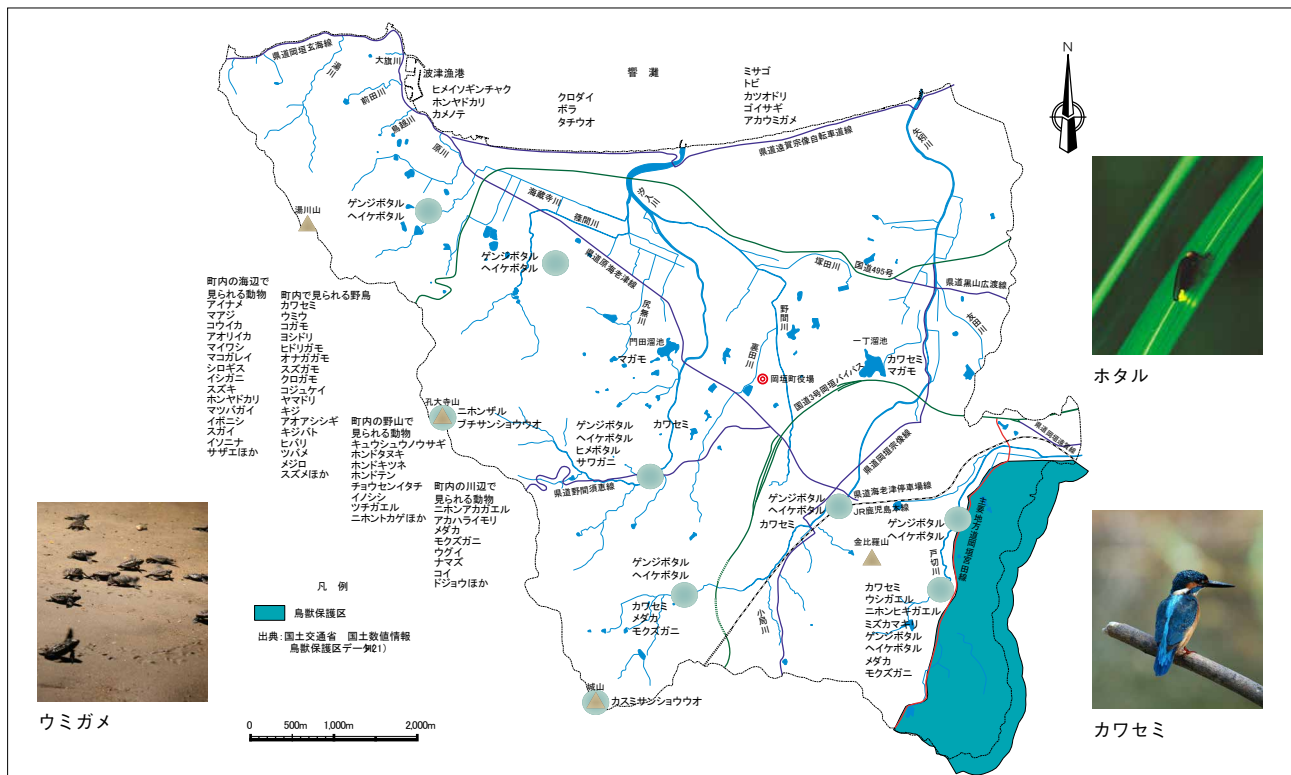 県道岡垣玄海線
湯川
大旗川
波津漁港
前田川
鳥越川
原川
ヒメイソギンチャク
ホンヤドカリ
カメノテ
クロダイ
ボラ
タチウオ
響 灘
ミサゴ
トビ
カツオドリ
ゴイサギ
アカウミガメ
N
県道遠賀宗像自転車道線
矢矧川
汐入川
海蔵寺川
篠間川
県道原海老津線
湯川山
ゲンジボタル
ヘイケボタル
ゲンジボタル
ヘイケボタル
塚田川
国道495号
県道黒山広渡線
尻無川
野間川
裏田川
門田溜池
マガモ
岡垣町役場
国道3号岡垣バイパス
一丁溜池
カワセミ
マガモ
町内の海辺で
見られる動物
アイナメ
マアジ
コウイカ
アオリイカ
マイワシ
マコガレイ
シロギス
イシガニ
スズキ
ホンヤドカリ
マツバガイ
イボニシ
スガイ
イソニナ
サザエほか
町内で見られる野鳥
カワセミ
ウミウ
コガモ
ヨシドリ
ヒドリガモ
オナガガモ
スズガモ
クロガモ
コジュケイ
ヤマドリ
キジ
アオアシシギ
キジバト
ヒバリ
ツバメ
メジロ
スズメほか
町内の野山で
見られる動物
キュウシュウノウサギ
ホンドタヌキ
ホンドキツネ
ホンドテン
チョウセンイタチ
イノシシ
ツチガエル
ニホントカゲほか
町内の川辺で
見られる動物
ニホンアカガエル
アカハライモリ
メダカ
モクズガニ
ウグイ
ナマズ
コイ
ドジョウほか
孔大寺山
ニホンザル
ブチサンショウウオ
ゲンジボタル
ヘイケボタル
ヒメボタル
サワガニ
カワセミ
県道野間須恵線
県道岡垣宗像線
県道海老津停車場線
JR鹿児島本線
県道岡垣遠賀線
主要地方道岡垣宮田線
ゲンジボタル
ヘイケボタル
カワセミ
金比羅山
ゲンジボタル
ヘイケボタル
戸切川
カワセミ
ウシガエル
ニホンヒキガエル
ミズカマキリ
ゲンジボタル
ヘイケボタル
メダカ
モクズガニ
ゲンジボタル
ヘイケボタル
カワセミ
メダカ
モクズガニ
城山
カスミサンショウウオ
凡 例
鳥獣保護区
出典：国土交通省 国土数値情報
0 500m 1,000m 2,000m
ホタル
カワセミ
ウミガメ